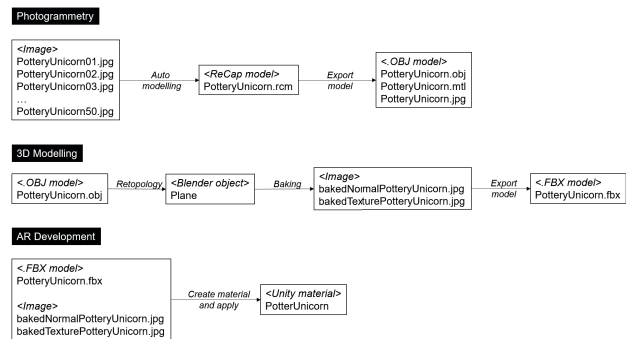 Photogrammetry
<Image>
PotteryUnicorn01.jpg
PotteryUnicorn02.jpg
PotteryUnicorn03.jpg
…
PotteryUnicorn50.jpg
Auto
modelling
<ReCap model>
PotteryUnicorn.rcm
Export
model
<.OBJ model>
PotteryUnicorn.obj
PotteryUnicorn.mtl
PotteryUnicorn.jpg
3D Modelling
<.OBJ model>
PotteryUnicorn.obj
Retopology
<Blender object>
Plane
Baking
<Image>
bakedNormalPotteryUnicorn.jpg
bakedTexturePotteryUnicorn.jpg
Export
model
<.FBX model>
PotteryUnicorn.fbx
AR Development
<.FBX model>
PotteryUnicorn.fbx
<Image>
bakedNormalPotteryUnicorn.jpg
bakedTexturePotteryUnicorn.jpg
Create material
and apply
<Unity material>
PotterUnicorn